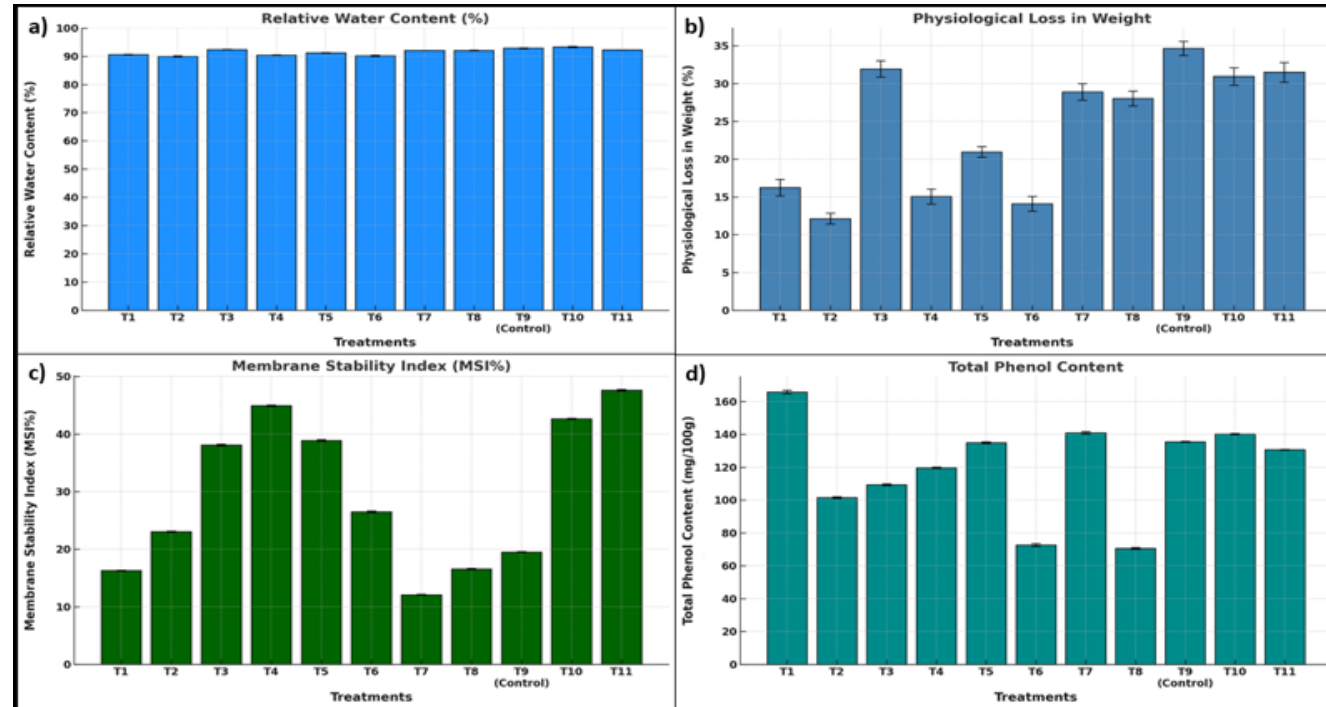 a)
Relative Water Content (%)
Relative Water Content (%)
100
90
80
70
60
50
40
30
20
10
0
T1 T2 T3 T4 T5 T6 T7 T8 T9 T10 T11
(Control)
Treatments
b)
Physiological Loss in Weight
Physiological Loss in Weight (%)
35
30
25
20
15
10
5
0
T1 T2 T3 T4 T5 T6 T7 T8 T9 T10 T11
(Control)
Treatments
c)
Membrane Stability Index (MSI%)
Membrane Stability Index (MSI%)
50
40
30
20
10
0
T1 T2 T3 T4 T5 T6 T7 T8 T9 T10 T11
(Control)
Treatments
d)
Total Phenol Content
Total Phenol Content (mg/100g)
160
140
120
100
80
60
40
20
0
T1 T2 T3 T4 T5 T6 T7 T8 T9 T10 T11
(Control)
Treatments